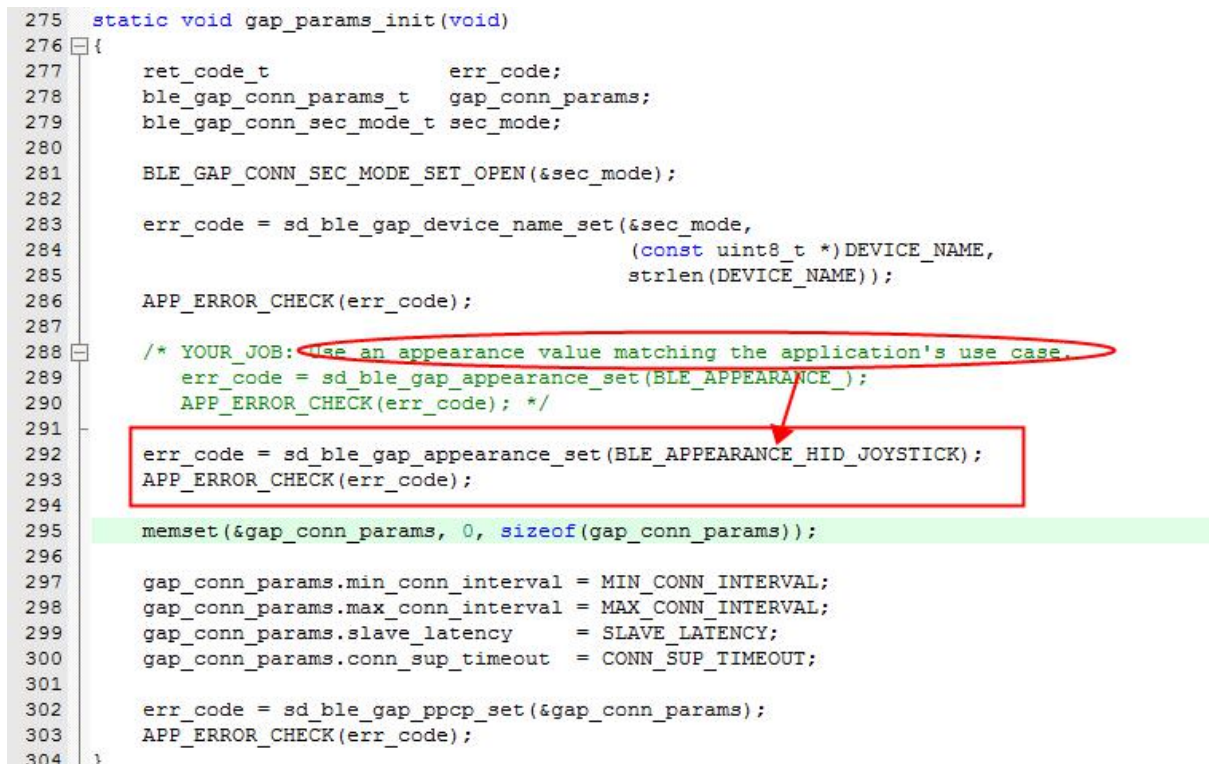 275 static void gap_params_init(void)
276 {
277 ret_code_t err_code;
278 ble_gap_conn_params_t gap_conn_params;
279 ble_gap_conn_sec_mode_t sec_mode;
280
281 BLE_GAP_CONN_SEC_MODE_SET_OPEN(&sec_mode);
282
283 err_code = sd_ble_gap_device_name_set(&sec_mode,
284 (const uint8_t *)DEVICE_NAME,
285 strlen(DEVICE_NAME));
286 APP_ERROR_CHECK(err_code);
287
288 /* YOUR_JOB: Use an appearance value matching the application's use case.
289 err_code = sd_ble_gap_appearance_set(BLE_APPEARANCE_);
290 APP_ERROR_CHECK(err_code); */
291
292 err_code = sd_ble_gap_appearance_set(BLE_APPEARANCE_HID_JOYSTICK);
293 APP_ERROR_CHECK(err_code);
294
295 memset(&gap_conn_params, 0, sizeof(gap_conn_params));
296
297 gap_conn_params.min_conn_interval = MIN_CONN_INTERVAL;
298 gap_conn_params.max_conn_interval = MAX_CONN_INTERVAL;
299 gap_conn_params.slave_latency = SLAVE_LATENCY;
300 gap_conn_params.conn_sup_timeout = CONN_SUP_TIMEOUT;
301
302 err_code = sd_ble_gap_ppcp_set(&gap_conn_params);
303 APP_ERROR_CHECK(err_code);
304 }